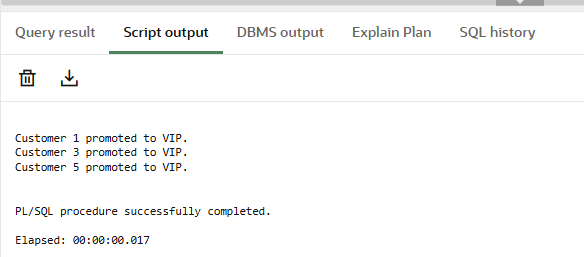 Query result Script output DBMS output Explain Plan SQL history
Customer 1 promoted to VIP.
Customer 3 promoted to VIP.
Customer 5 promoted to VIP.
PL/SQL procedure successfully completed.
Elapsed: 00:00:00.017